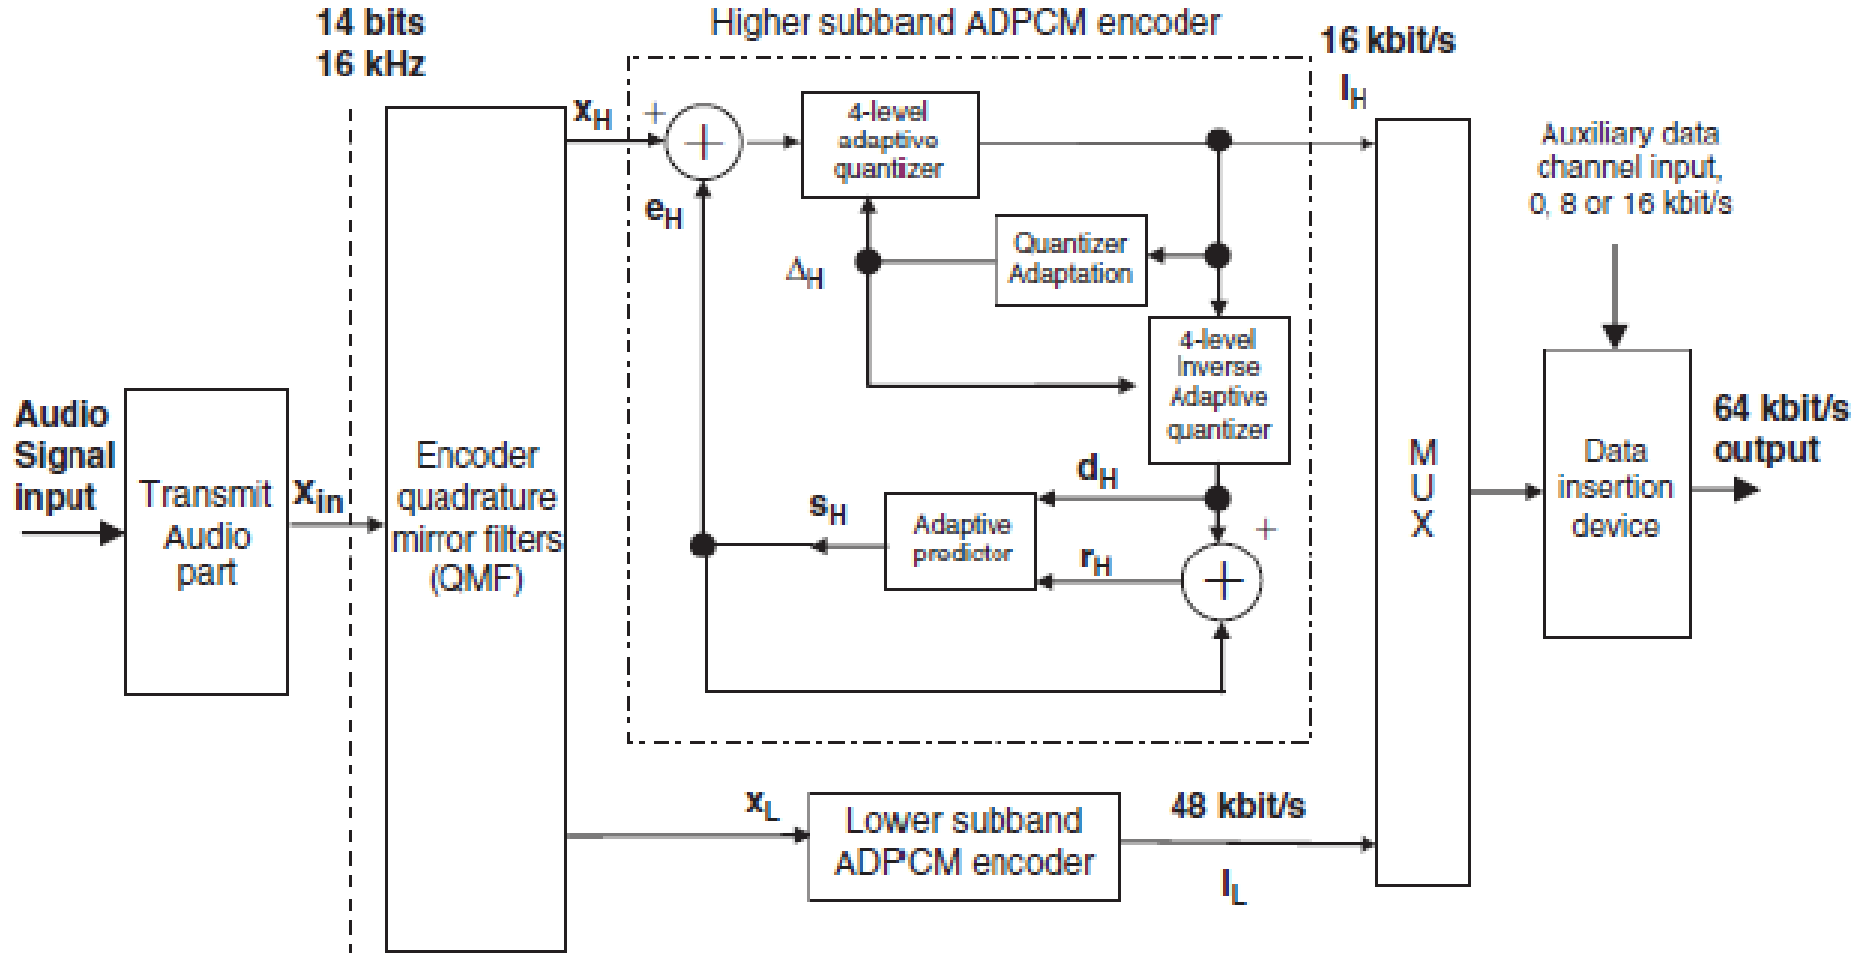 14 bits
16 kHz
Higher subband ADPCM encoder
16 kbit/s
I_H
x_H
+
+
4-level
adaptive
quantizer
e_H
Quantizer
Adaptation
Δ_H
4-level
Inverse
Adaptive
quantizer
Auxiliary data
channel input,
0, 8 or 16 kbit/s
Audio
Signal
input
Transmit
Audio
part
x_in
Encoder
quadrature
mirror filters
(QMF)
d_H
s_H
Adaptive
predictor
r_H
+
+
M
U
X
Data
insertion
device
64 kbit/s
output
x_L
Lower subband
ADPCM encoder
48 kbit/s
I_L